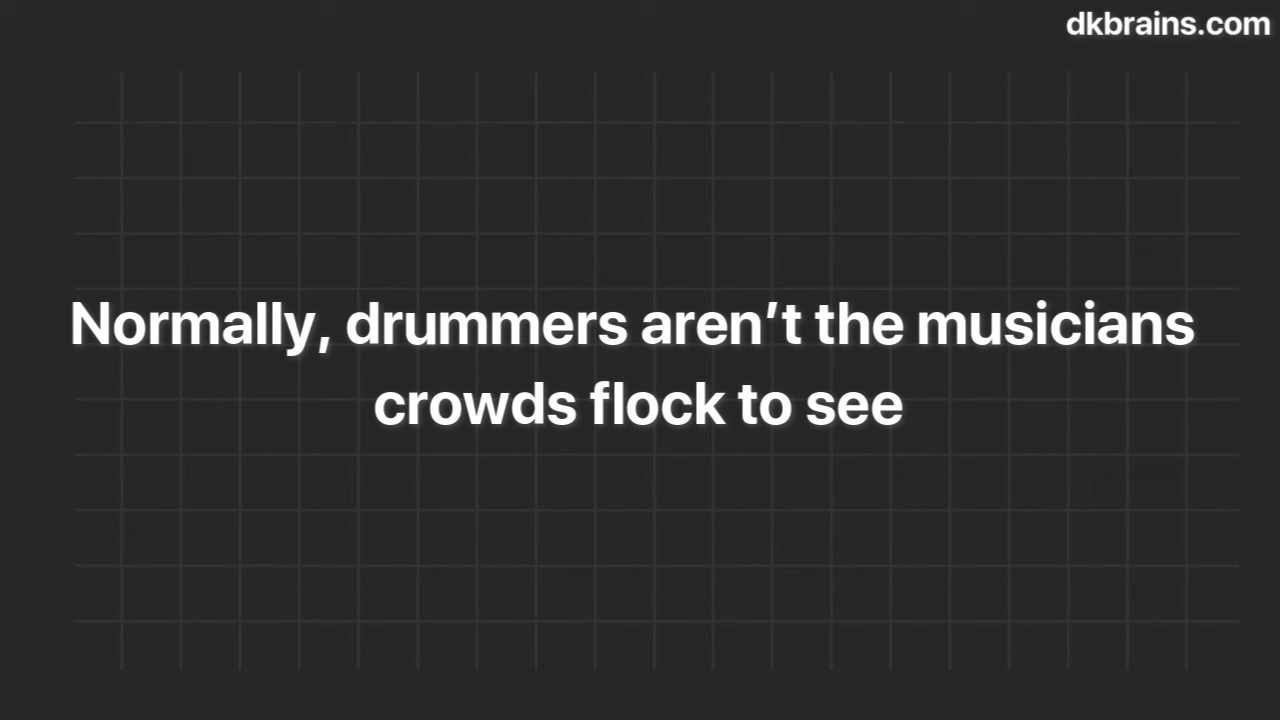 dkbrains.com
Normally, drummers aren’t the musicians
crowds flock to see